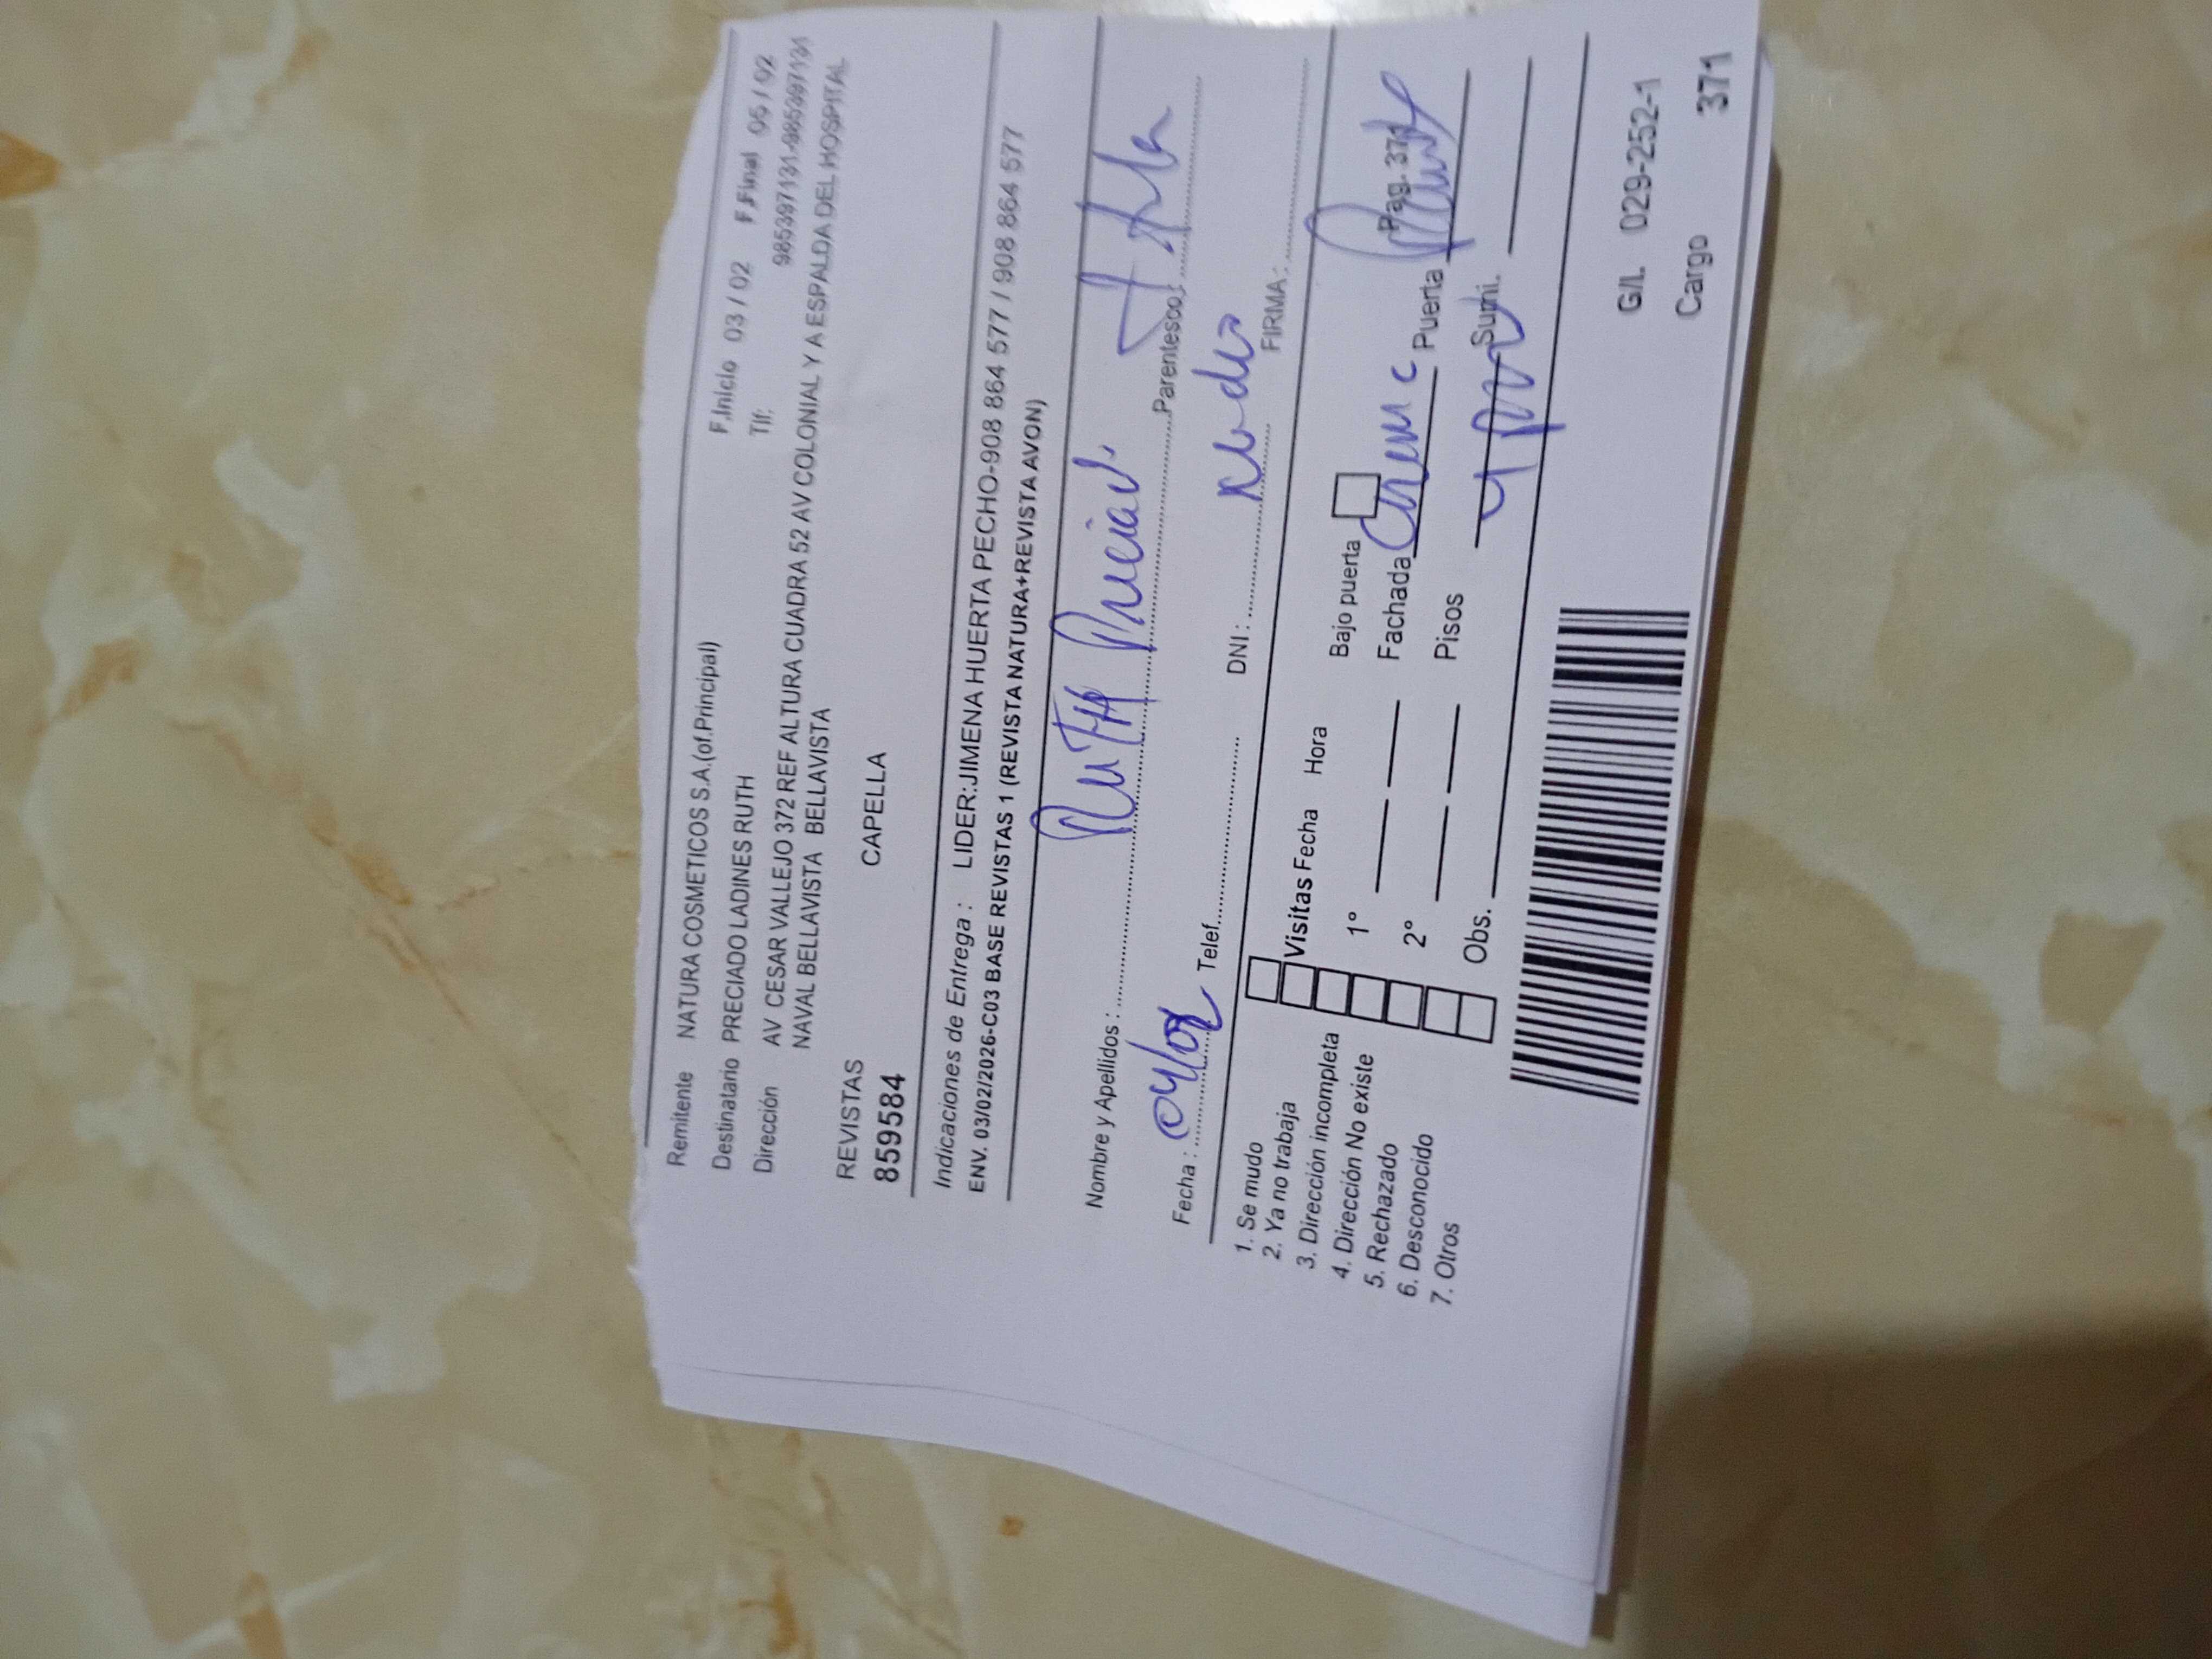 Remitente NATURA COSMETICOS S.A.(of.Principal) F.Inicio 03 / 02 F.Final 05 / 02
Destinatario PRECIADO LADINES RUTH Tlf: 985397131-985397131
Dirección AV CESAR VALLEJO 372 REF ALTURA CUADRA 52 AV COLONIAL Y A ESPALDA DEL HOSPITAL
NAVAL BELLAVISTA BELLAVISTA
REVISTAS CAPELLA
859584
Indicaciones de Entrega : LIDER:JIMENA HUERTA PECHO-908 864 577 / 908 864 577
ENV. 03/02/2026-C03 BASE REVISTAS 1 (REVISTA NATURA+REVISTA AVON)
Nombre y Apellidos : RuTH Parentesco:
Fecha : 04/02 Telef. DNI : FIRMA :
1. Se mudo
2. Ya no trabaja
3. Dirección incompleta
4. Dirección No existe
5. Rechazado
6. Desconocido
7. Otros
Visitas Fecha Hora Bajo puerta Pag. 371
1° Fachada Puerta
2° Pisos Sumi.
Obs.
G/L 029-252-1
Cargo 371